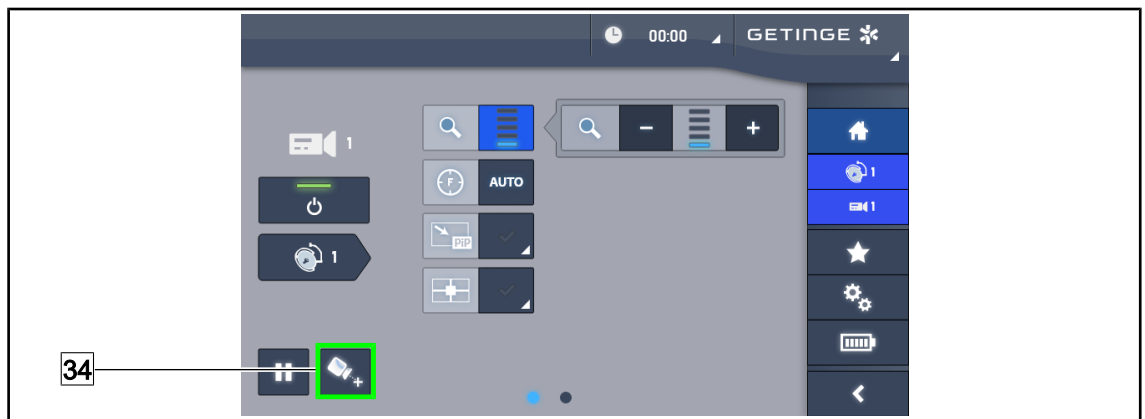 00:00 GETINGE
1
− +
1
F AUTO
1
1
PiP
34
+